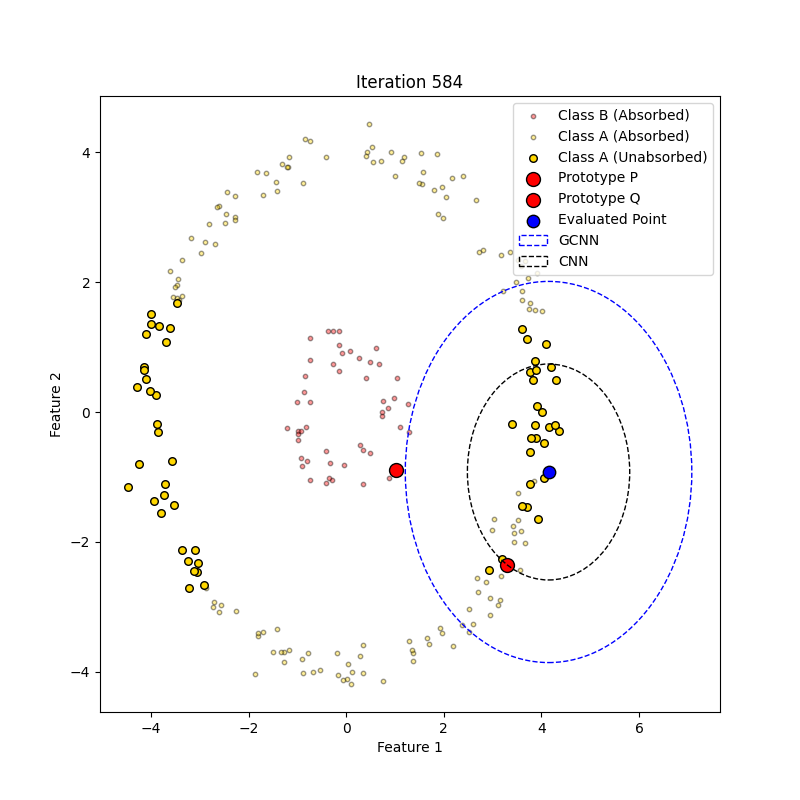 Iteration 584
Class B (Absorbed)
Class A (Absorbed)
Class A (Unabsorbed)
Prototype P
Prototype Q
Evaluated Point
GCNN
CNN
4
2
0
−2
−4
Feature 2
−4
−2
0
2
4
6
Feature 1